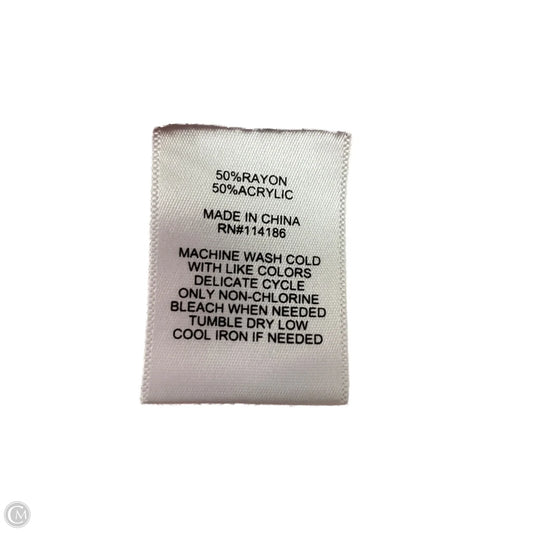 50%RAYON
50%ACRYLIC
MADE IN CHINA
RN#114186
MACHINE WASH COLD
WITH LIKE COLORS
DELICATE CYCLE
ONLY NON-CHLORINE
BLEACH WHEN NEEDED
TUMBLE DRY LOW
COOL IRON IF NEEDED
CM